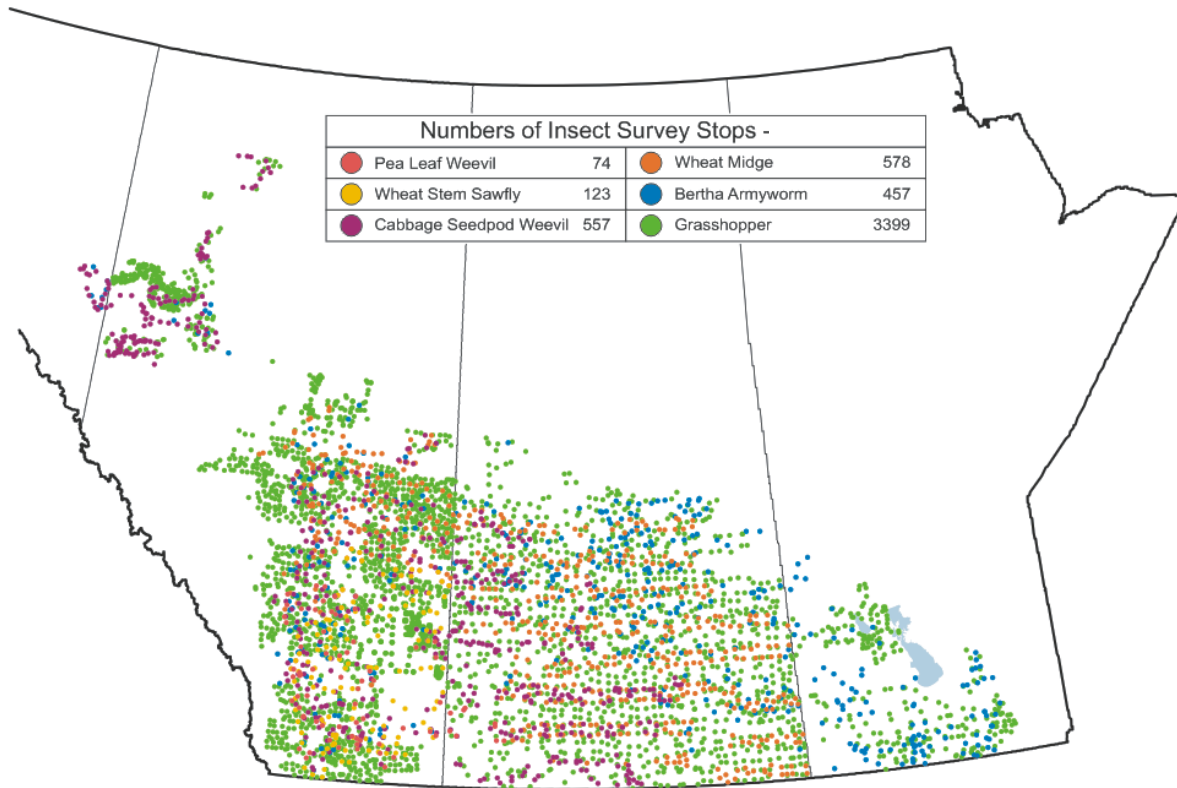 Numbers of Insect Survey Stops -
Pea Leaf Weevil 74 Wheat Midge 578
Wheat Stem Sawfly 123 Bertha Armyworm 457
Cabbage Seedpod Weevil 557 Grasshopper 3399